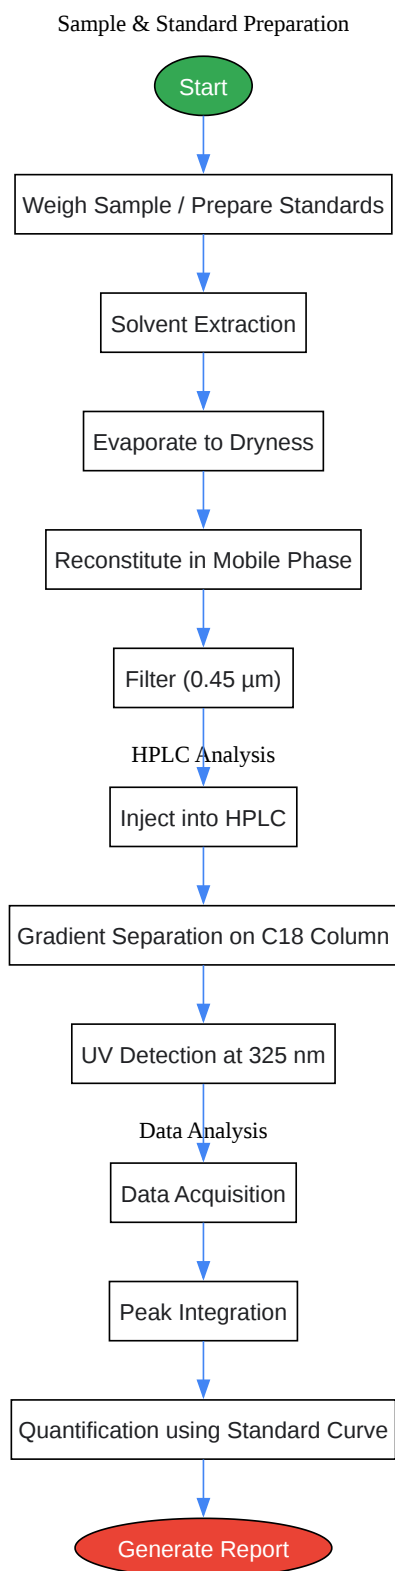 Sample & Standard Preparation
Start
Weigh Sample / Prepare Standards
Solvent Extraction
Evaporate to Dryness
Reconstitute in Mobile Phase
Filter (0.45 µm)
HPLC Analysis
Inject into HPLC
Gradient Separation on C18 Column
UV Detection at 325 nm
Data Analysis
Data Acquisition
Peak Integration
Quantification using Standard Curve
Generate Report